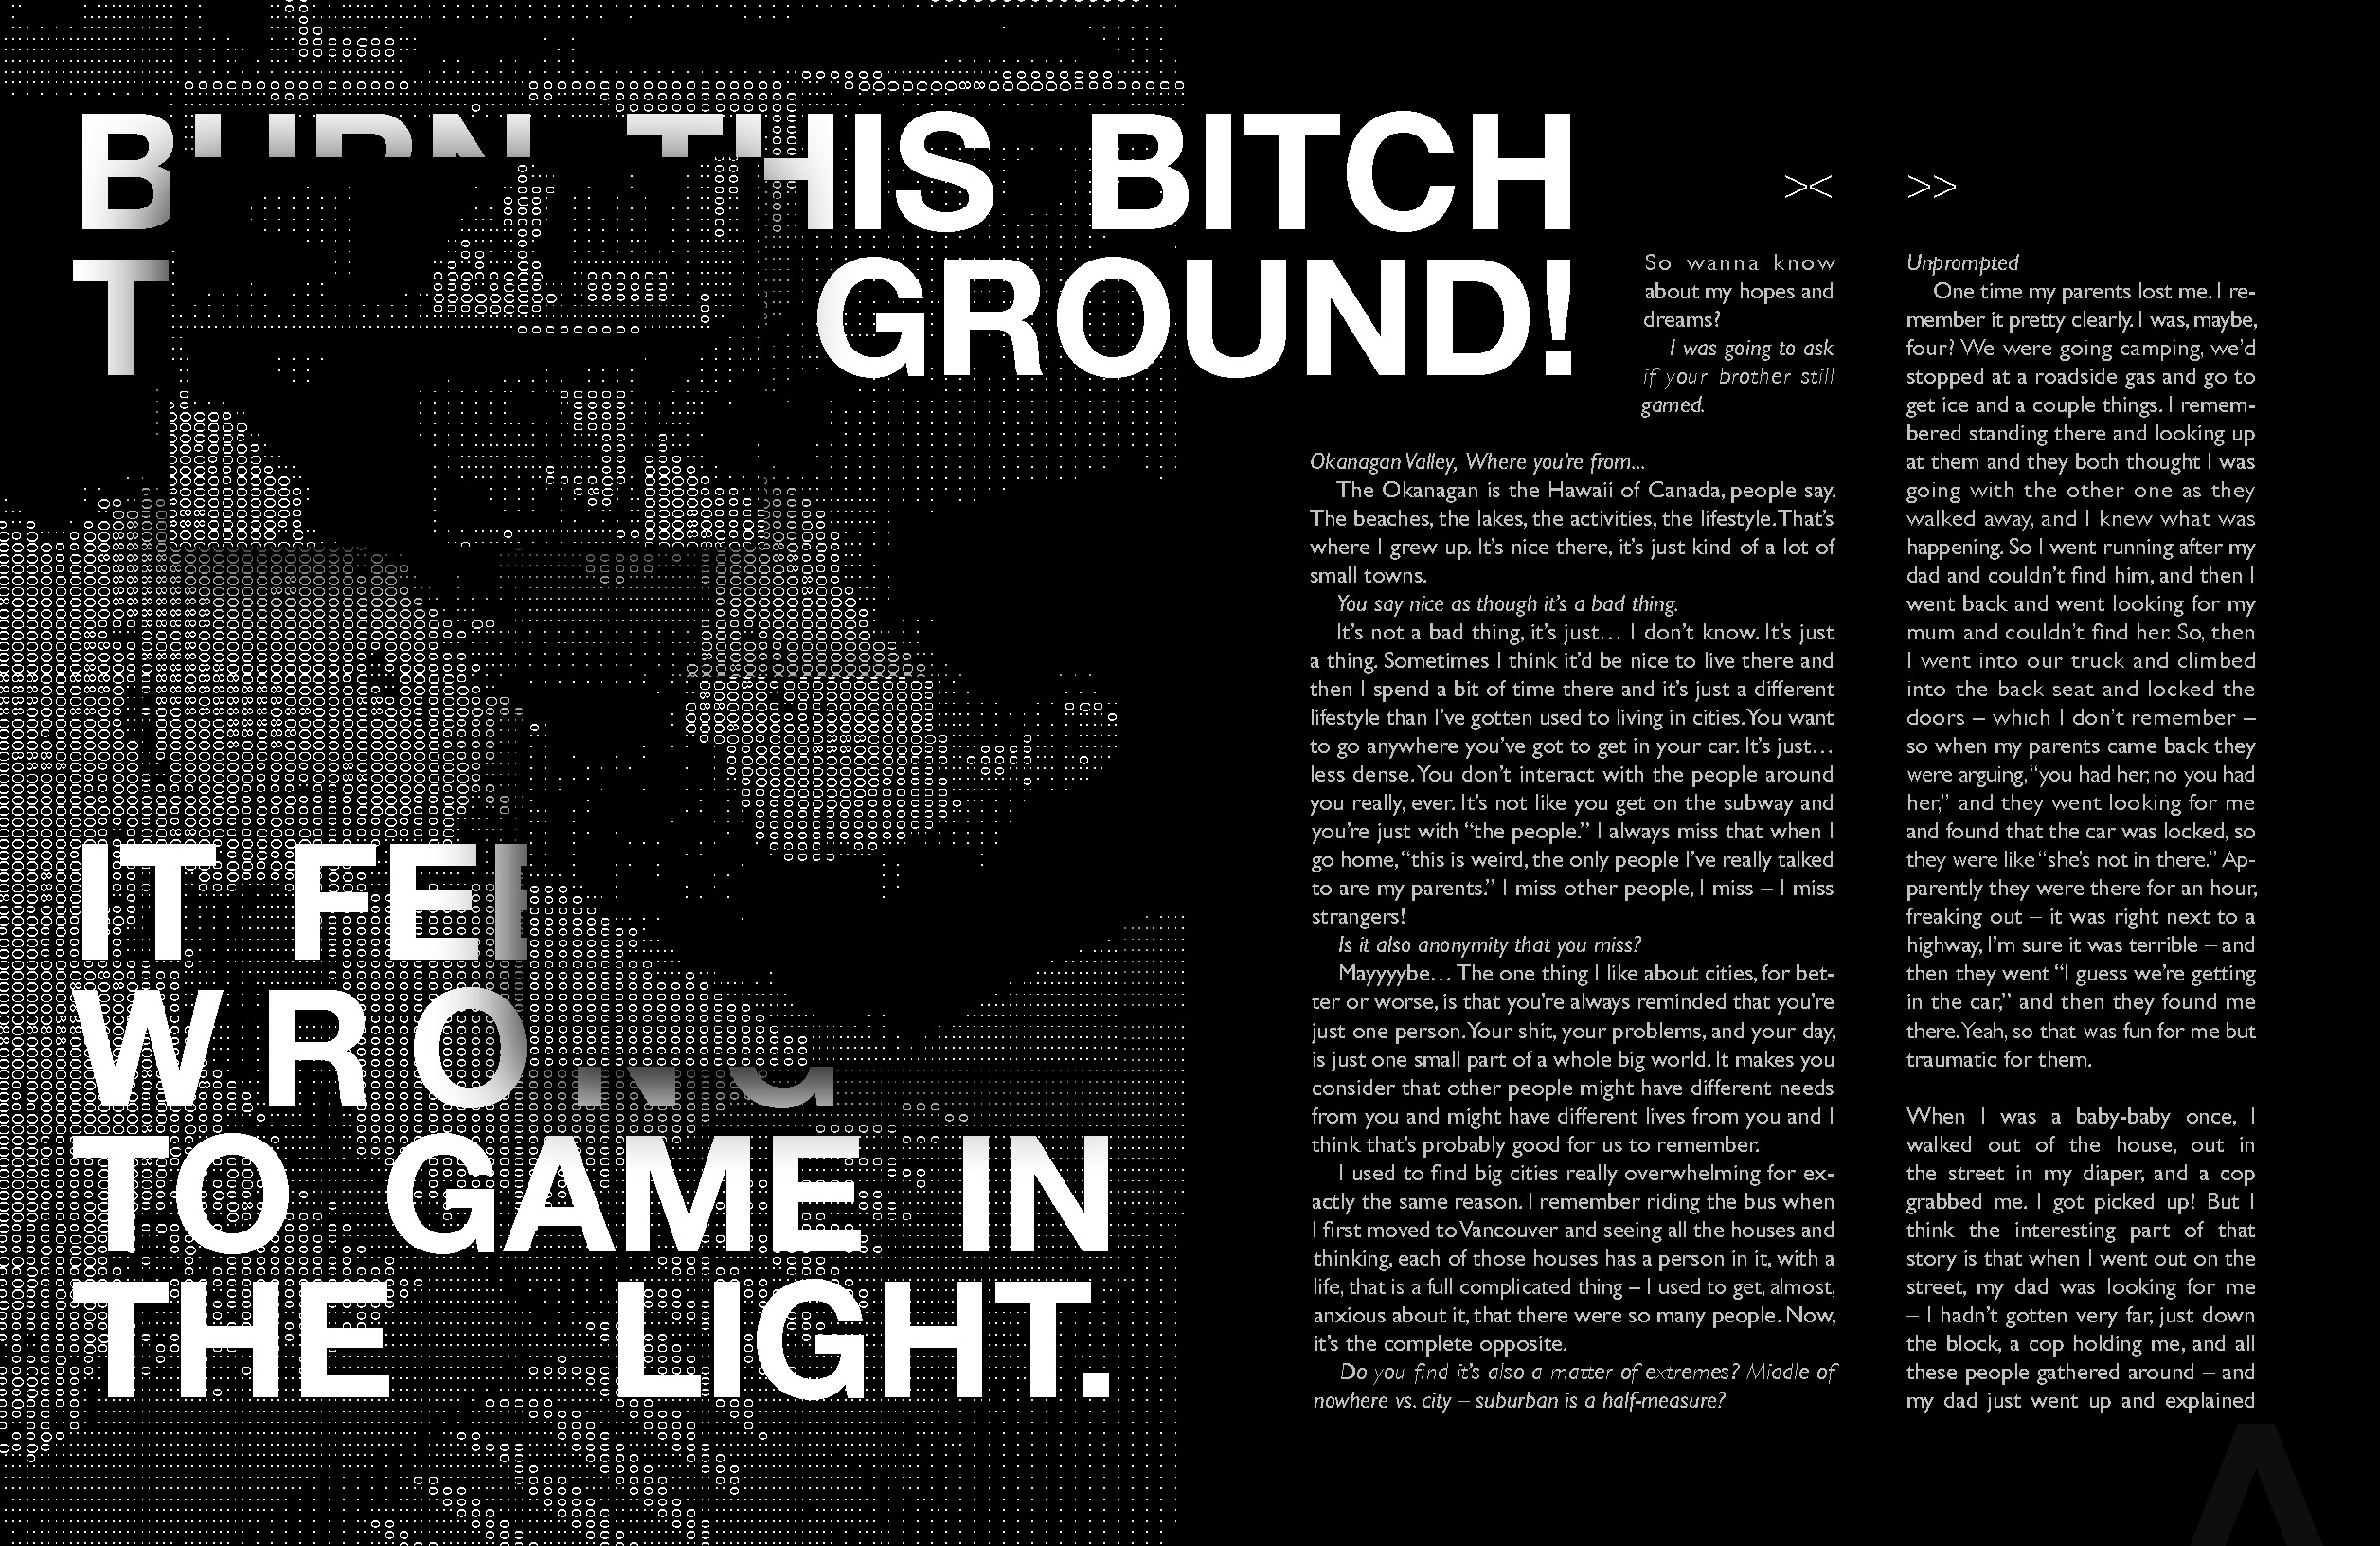 BURN THIS BITCH
T GROUND!
IT FEL
WRONG
TO GAME IN
THE LIGHT.
><
So wanna know
about my hopes and
dreams?
I was going to ask
if your brother still
gamed.
Okanagan Valley, Where you're from...
The Okanagan is the Hawaii of Canada, people say.
The beaches, the lakes, the activities, the lifestyle. That's
where I grew up. It's nice there, it's just kind of a lot of
small towns.
You say nice as though it's a bad thing.
It's not a bad thing, it's just… I don't know. It's just
a thing. Sometimes I think it'd be nice to live there and
then I spend a bit of time there and it's just a different
lifestyle than I've gotten used to living in cities. You want
to go anywhere you've got to get in your car. It's just…
less dense. You don't interact with the people around
you really, ever. It's not like you get on the subway and
you're just with “the people.” I always miss that when I
go home, “this is weird, the only people I've really talked
to are my parents.” I miss other people, I miss – I miss
strangers!
Is it also anonymity that you miss?
Mayyyybe… The one thing I like about cities, for bet-
ter or worse, is that you're always reminded that you're
just one person. Your shit, your problems, and your day,
is just one small part of a whole big world. It makes you
consider that other people might have different needs
from you and might have different lives from you and I
think that's probably good for us to remember.
I used to find big cities really overwhelming for ex-
actly the same reason. I remember riding the bus when
I first moved to Vancouver and seeing all the houses and
thinking, each of those houses has a person in it, with a
life, that is a full complicated thing – I used to get, almost,
anxious about it, that there were so many people. Now,
it's the complete opposite.
Do you find it's also a matter of extremes? Middle of
nowhere vs. city – suburban is a half-measure?
>>
Unprompted
One time my parents lost me. I re-
member it pretty clearly. I was, maybe,
four? We were going camping, we'd
stopped at a roadside gas and go to
get ice and a couple things. I remem-
bered standing there and looking up
at them and they both thought I was
going with the other one as they
walked away, and I knew what was
happening. So I went running after my
dad and couldn't find him, and then I
went back and went looking for my
mum and couldn't find her. So, then
I went into our truck and climbed
into the back seat and locked the
doors – which I don't remember –
so when my parents came back they
were arguing, “you had her, no you had
her,” and they went looking for me
and found that the car was locked, so
they were like “she's not in there.” Ap-
parently they were there for an hour,
freaking out – it was right next to a
highway, I'm sure it was terrible – and
then they went “I guess we're getting
in the car,” and then they found me
there. Yeah, so that was fun for me but
traumatic for them.
When I was a baby-baby once, I
walked out of the house, out in
the street in my diaper, and a cop
grabbed me. I got picked up! But I
think the interesting part of that
story is that when I went out on the
street, my dad was looking for me
– I hadn't gotten very far, just down
the block, a cop holding me, and all
these people gathered around – and
my dad just went up and explained